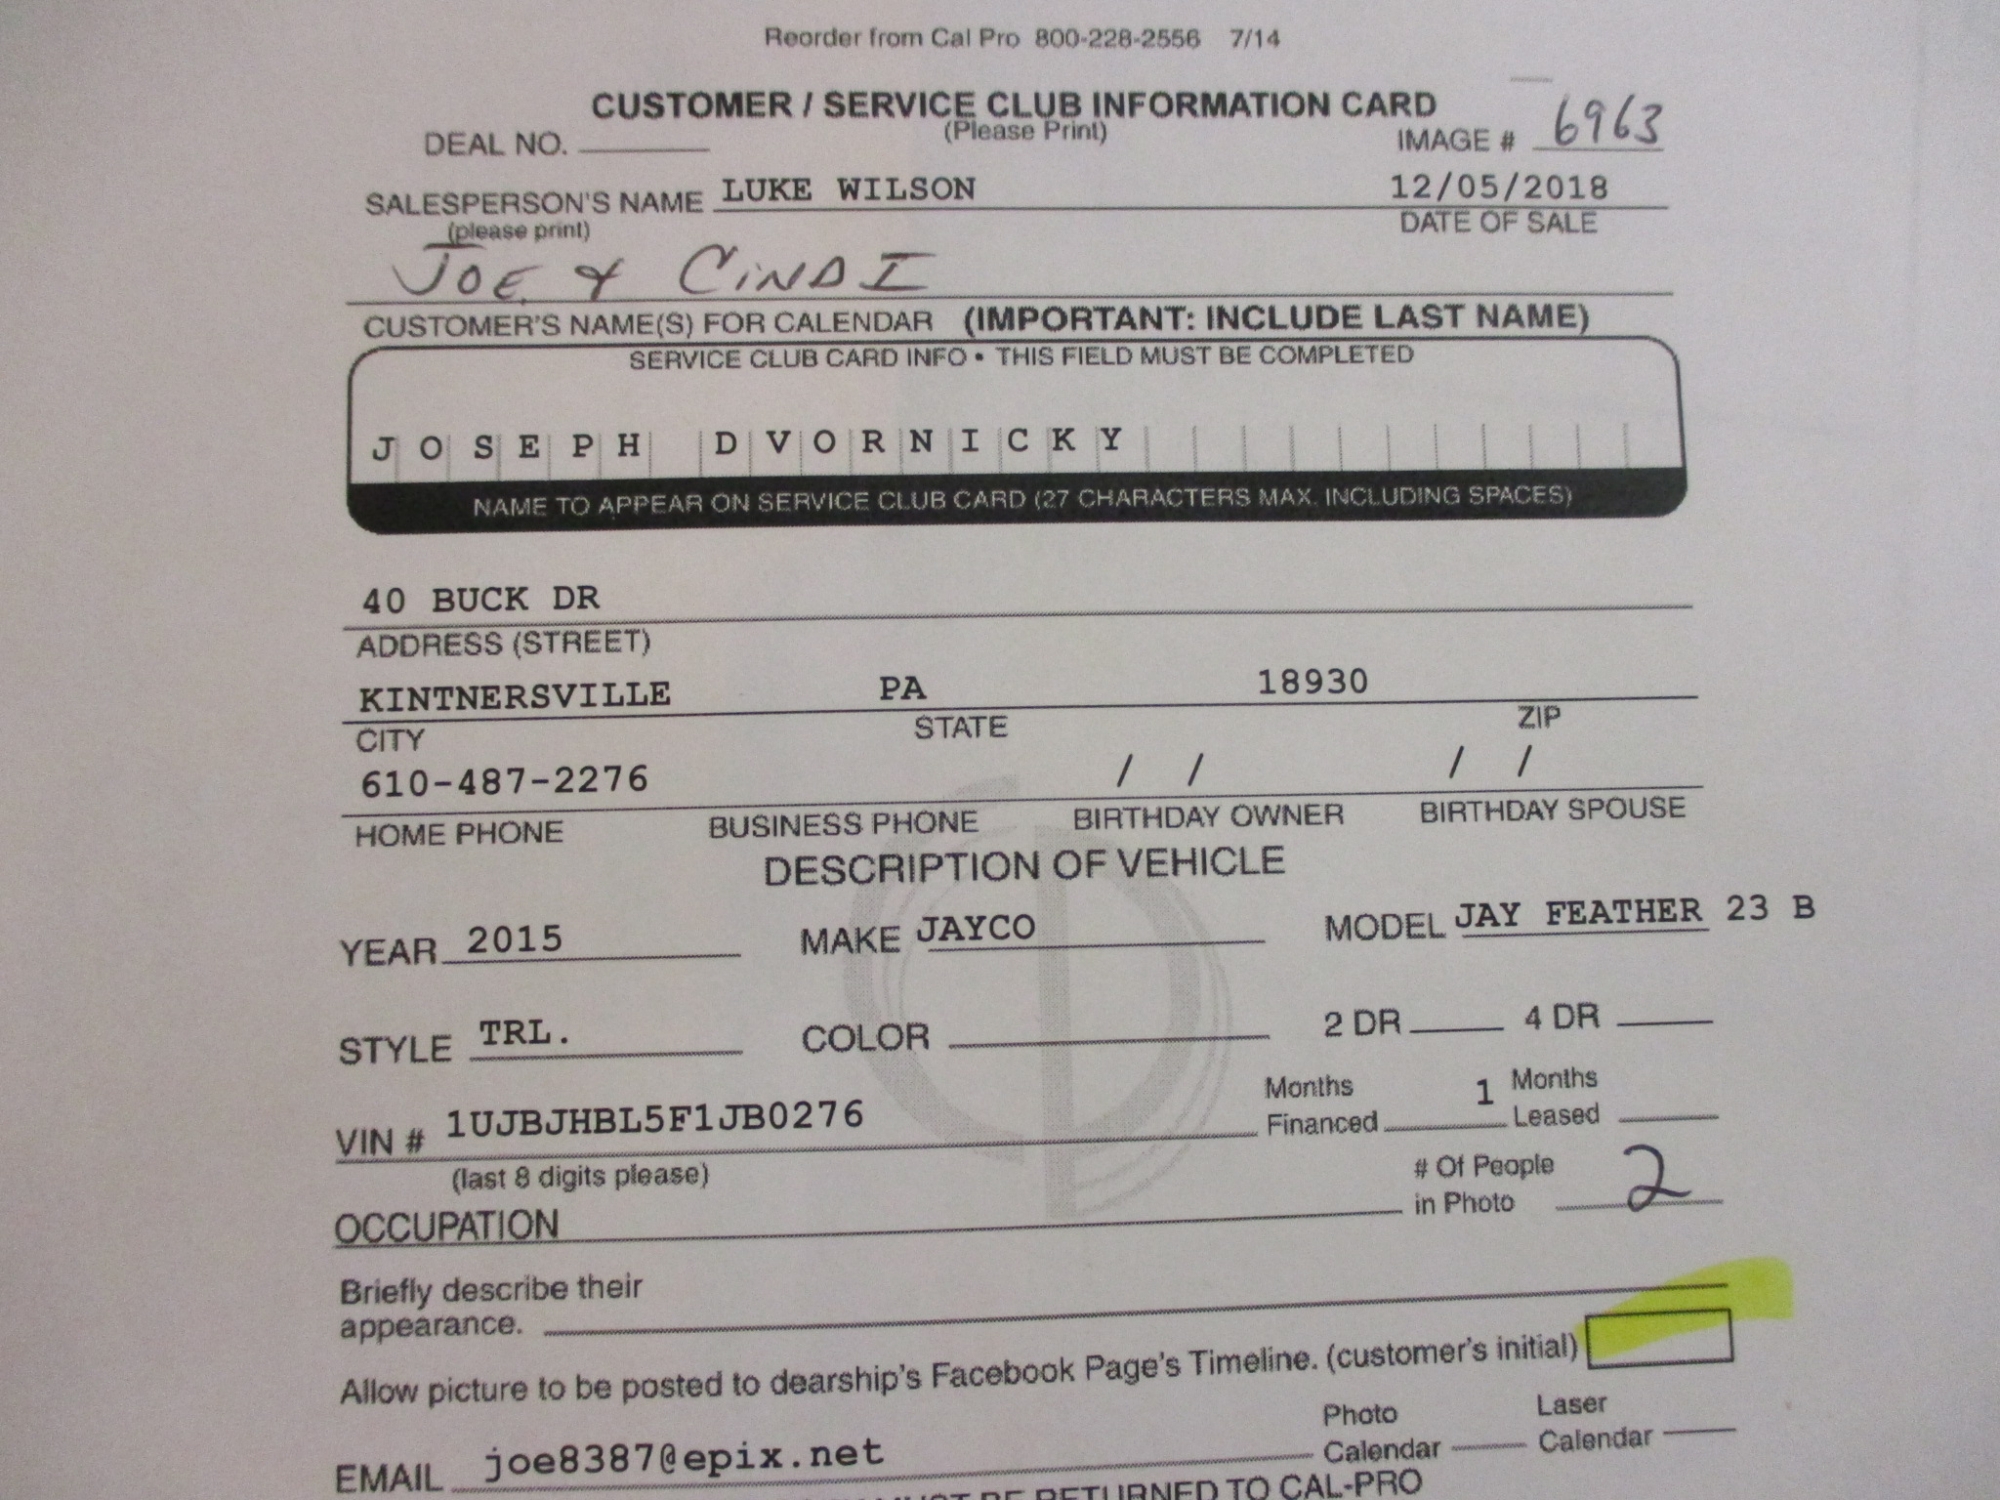 Reorder from Cal Pro 800-228-2556 7/14
CUSTOMER / SERVICE CLUB INFORMATION CARD
(Please Print)
DEAL NO. IMAGE # 6963
SALESPERSON'S NAME LUKE WILSON 12/05/2018
(please print) DATE OF SALE
JOE & CINDI
CUSTOMER'S NAME(S) FOR CALENDAR (IMPORTANT: INCLUDE LAST NAME)
SERVICE CLUB CARD INFO • THIS FIELD MUST BE COMPLETED
JOSEPH DVORNICKY
NAME TO APPEAR ON SERVICE CLUB CARD (27 CHARACTERS MAX. INCLUDING SPACES)
40 BUCK DR
ADDRESS (STREET)
KINTNERSVILLE PA 18930
CITY STATE ZIP
610-487-2276 / / / /
HOME PHONE BUSINESS PHONE BIRTHDAY OWNER BIRTHDAY SPOUSE
DESCRIPTION OF VEHICLE
YEAR 2015 MAKE JAYCO MODEL JAY FEATHER 23 B
STYLE TRL. COLOR 2 DR 4 DR
VIN # 1UJBJHBL5F1JB0276 Months Financed 1 Months Leased
(last 8 digits please) # Of People in Photo 2
OCCUPATION
Briefly describe their
appearance.
Allow picture to be posted to dearship's Facebook Page's Timeline. (customer's initial)
EMAIL joe8387@epix.net Photo Calendar Laser Calendar
MUST BE RETURNED TO CAL-PRO